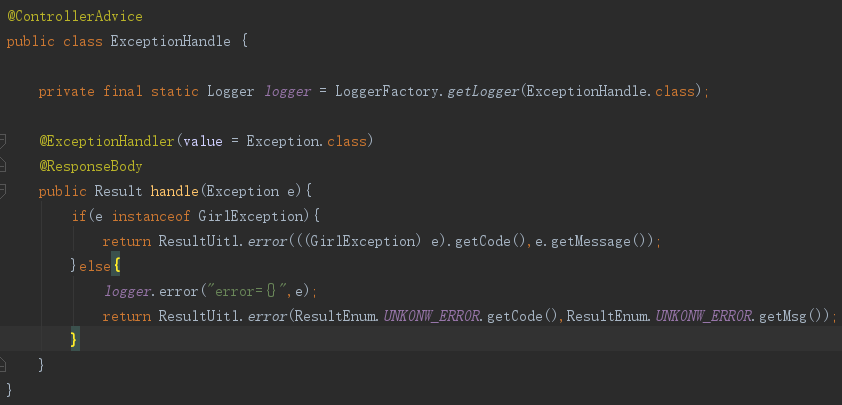 @ControllerAdvice
public class ExceptionHandle {
private final static Logger logger = LoggerFactory.getLogger(ExceptionHandle.class);
@ExceptionHandler(value = Exception.class)
@ResponseBody
public Result handle(Exception e){
if(e instanceof GirlException){
return ResultUitl.error(((GirlException) e).getCode(),e.getMessage());
}else{
logger.error("error={}",e);
return ResultUitl.error(ResultEnum.UNKONW_ERROR.getCode(),ResultEnum.UNKONW_ERROR.getMsg());
}
}
}